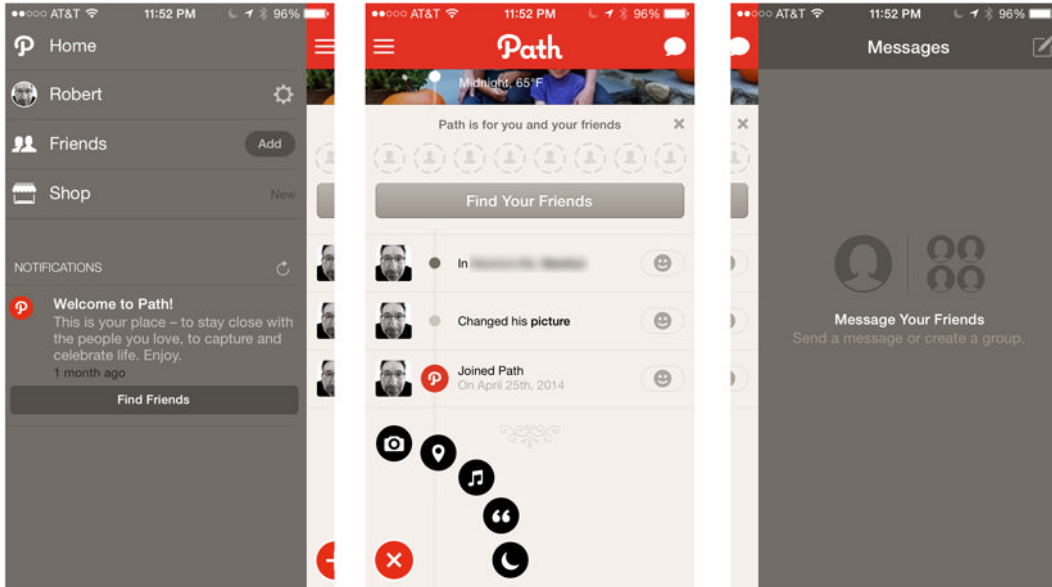 AT&T 11:52 PM 96%
Home
Robert
Friends Add
Shop New
NOTIFICATIONS
Welcome to Path!
This is your place – to stay close with
the people you love, to capture and
celebrate life. Enjoy.
1 month ago
Find Friends
AT&T 11:52 PM 96%
Path
Midnight, 65°F
Path is for you and your friends
Find Your Friends
In
Changed his picture
Joined Path
On April 25th, 2014
AT&T 11:52 PM 96%
Messages
Message Your Friends
Send a message or create a group.